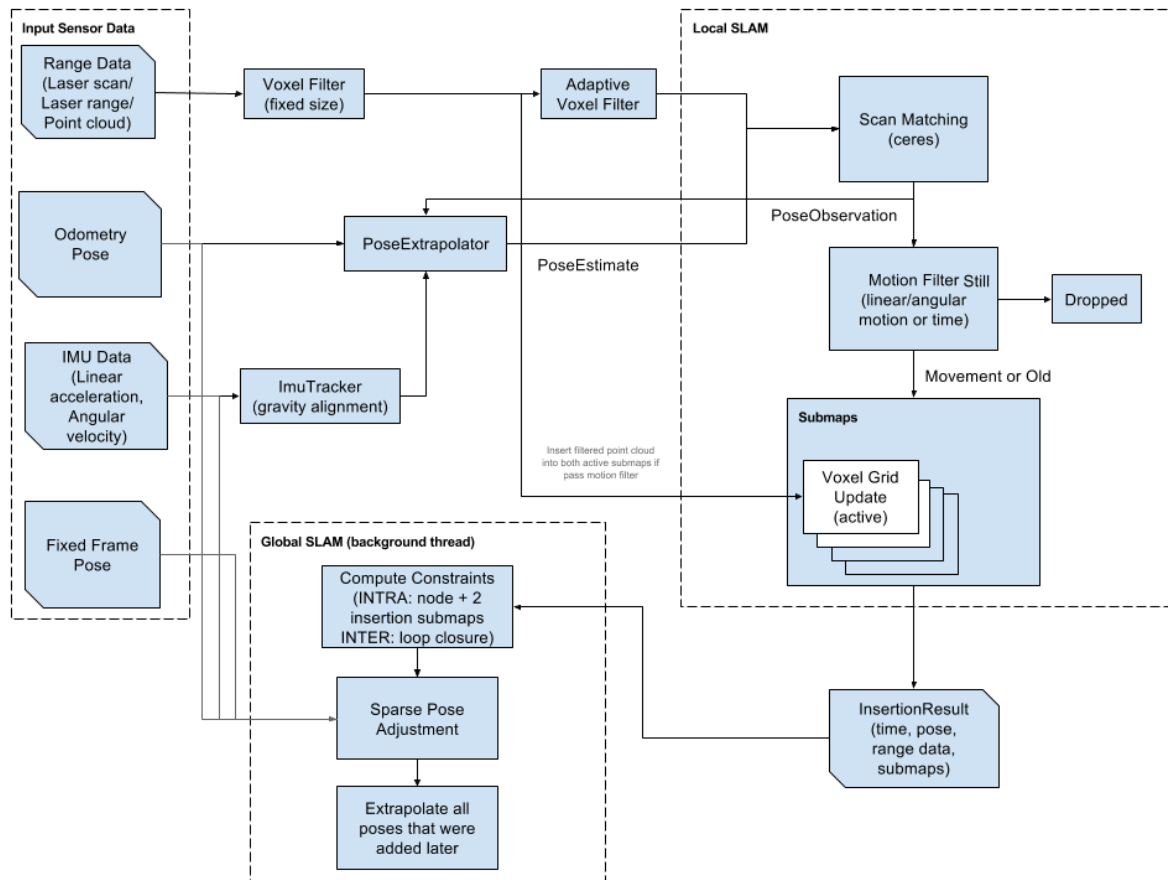 Input Sensor Data
Range Data
(Laser scan/
Laser range/
Point cloud)
Voxel Filter
(fixed size)
Adaptive
Voxel Filter
Local SLAM
Scan Matching
(ceres)
Odometry
Pose
PoseExtrapolator
PoseObservation
PoseEstimate
Motion Filter
Still
(linear/angular
motion or time)
Dropped
IMU Data
(Linear
acceleration,
Angular
velocity)
ImuTracker
(gravity alignment)
Movement or Old
Submaps
Insert filtered point cloud
into both active submaps if
pass motion filter
Voxel Grid
Update
(active)
Fixed Frame
Pose
Global SLAM (background thread)
Compute Constraints
(INTRA: node + 2
insertion submaps
INTER: loop closure)
Sparse Pose
Adjustment
InsertionResult
(time, pose,
range data,
submaps)
Extrapolate all
poses that were
added later